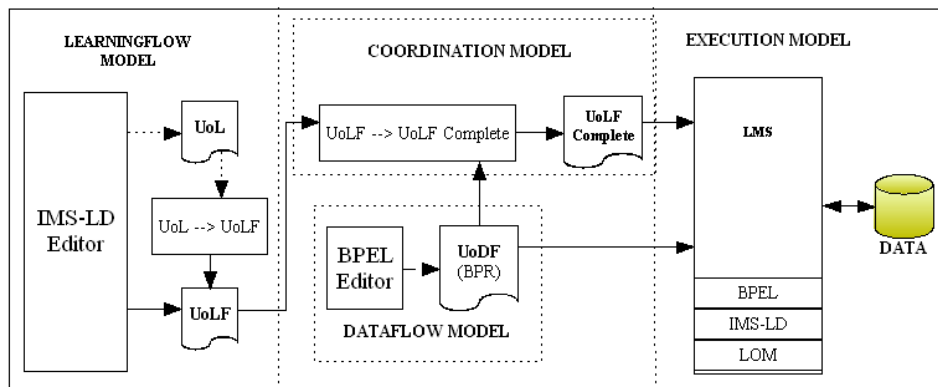 LEARNINGFLOW
MODEL
IMS-LD
Editor
UoL
UoL --> UoLF
UoLF
COORDINATION MODEL
UoLF --> UoLF Complete
UoLF
Complete
BPEL
Editor
UoDF
(BPR)
DATAFLOW MODEL
EXECUTION MODEL
LMS
BPEL
IMS-LD
LOM
DATA